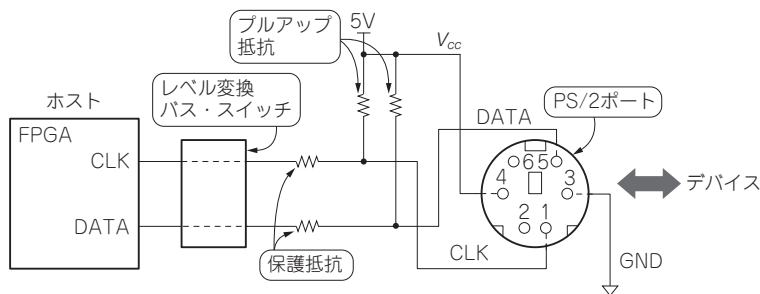 プルアップ
抵抗
5V
Vcc
レベル変換
バス・スイッチ
PS/2ポート
ホスト
FPGA
CLK
DATA
DATA
6 5
4
3
2 1
デバイス
保護抵抗
CLK
GND